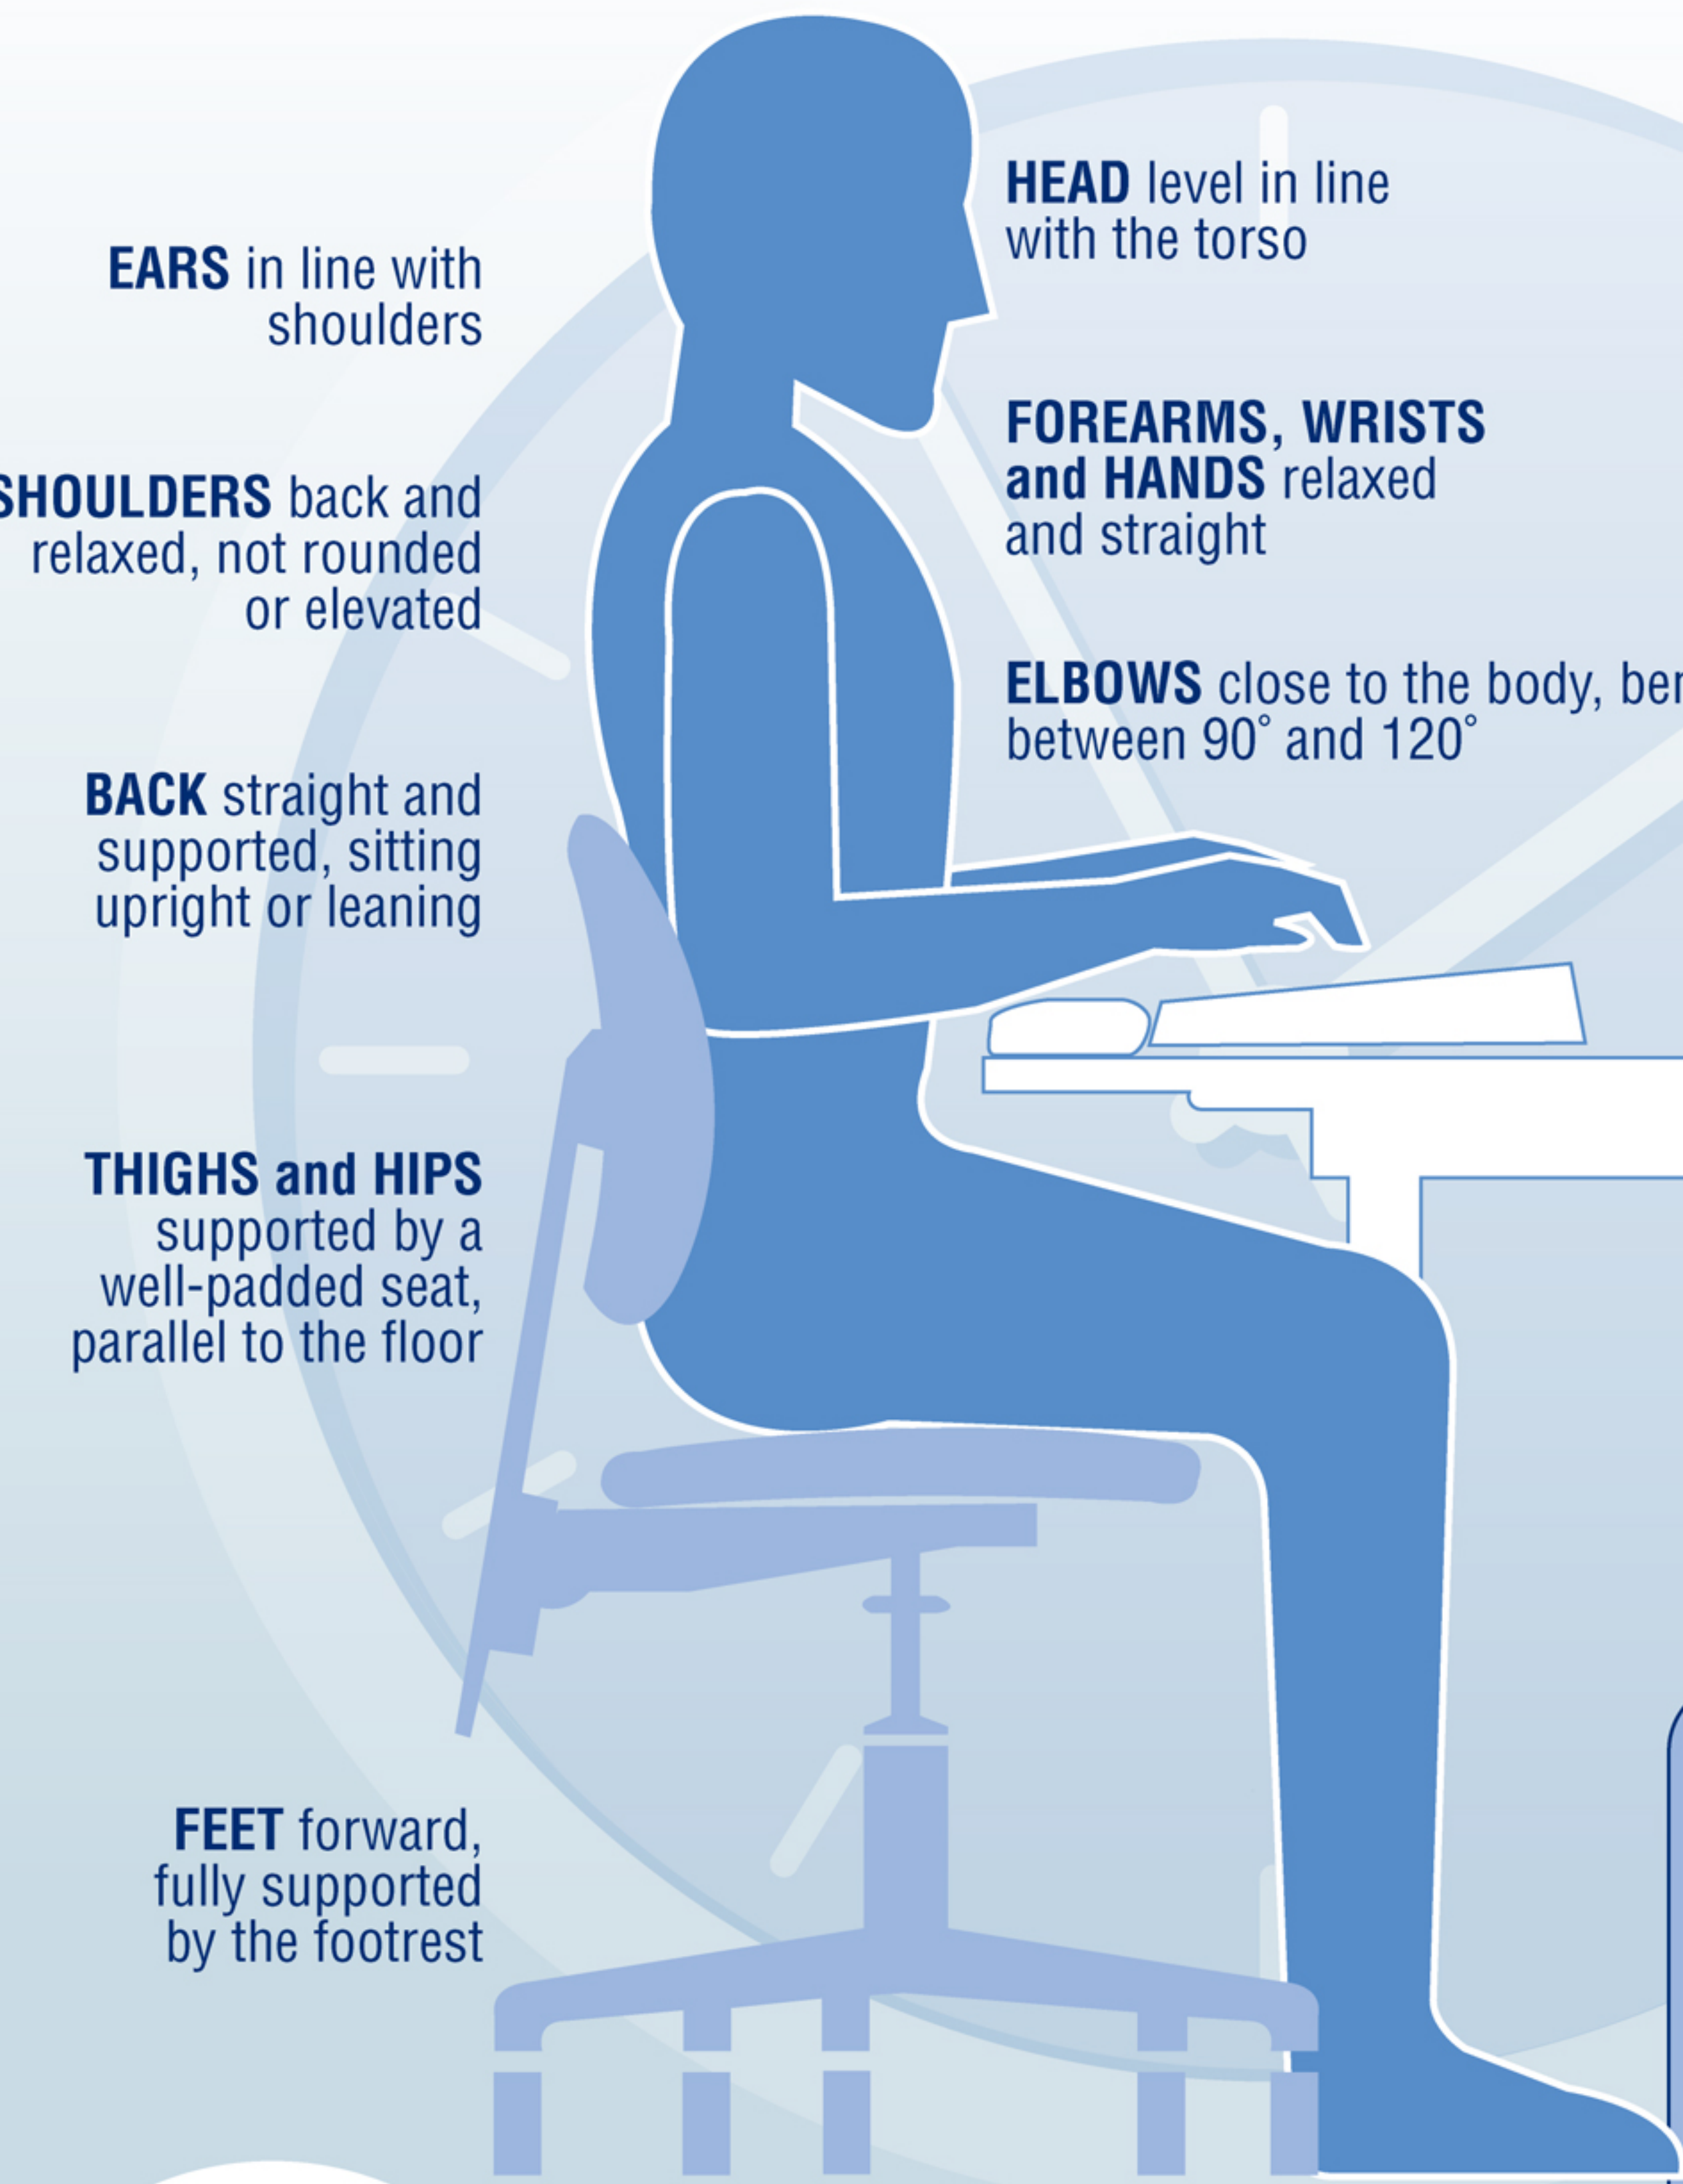 EARS in line with
shoulders
SHOULDERS back and
relaxed, not rounded
or elevated
BACK straight and
supported, sitting
upright or leaning
THIGHS and HIPS
supported by a
well-padded seat,
parallel to the floor
FEET forward,
fully supported
by the footrest
HEAD level in line
with the torso
FOREARMS, WRISTS
and HANDS relaxed
and straight
ELBOWS close to the body,
between 90° and 120°